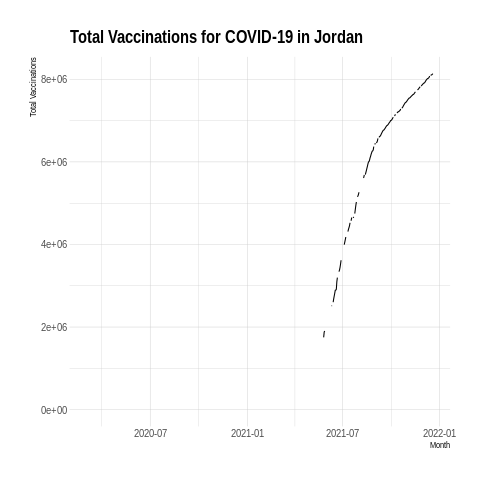 Total Vaccinations for COVID-19 in Jordan
Total Vaccinations
8e+06
6e+06
4e+06
2e+06
0e+00
2020-07 2021-01 2021-07 2022-01
Month